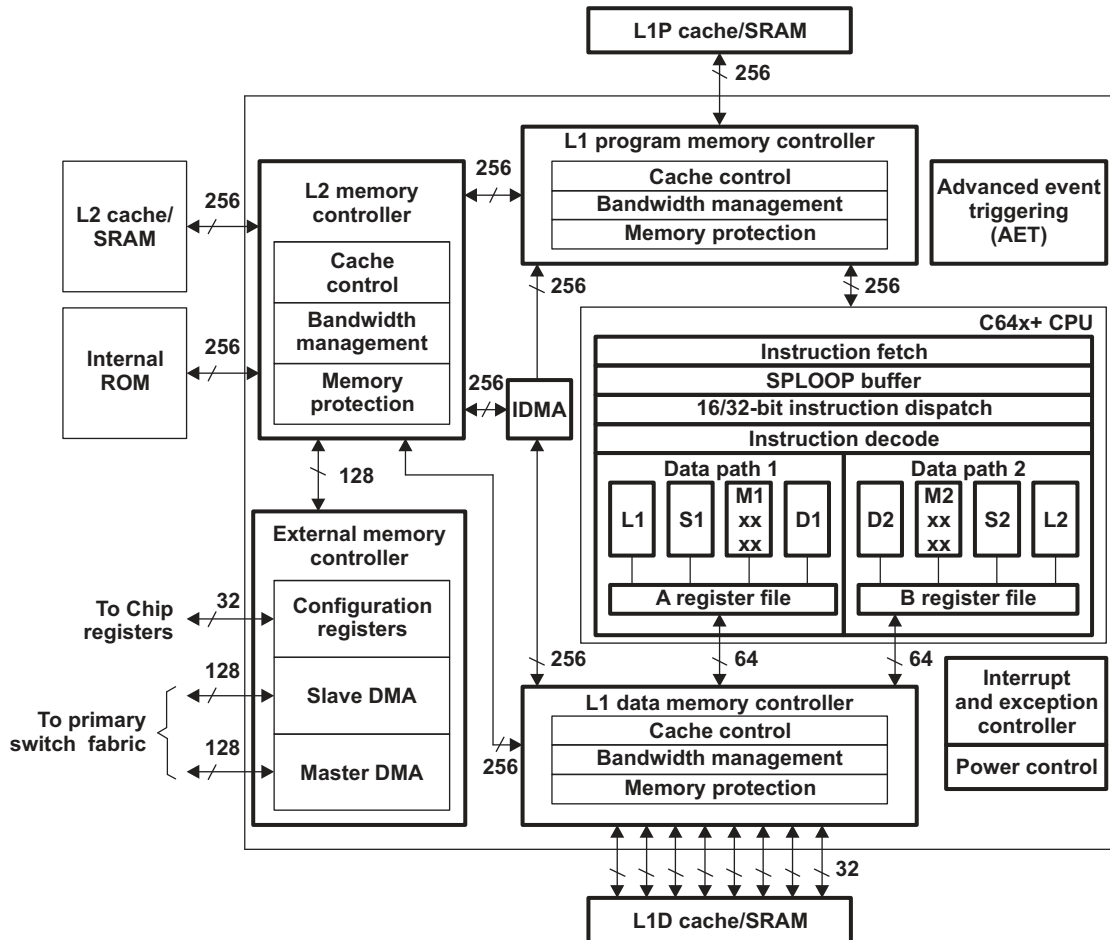 L1P cache/SRAM
256
L1 program memory controller
Cache control
Bandwidth management
Memory protection
Advanced event
triggering
(AET)
L2 cache/
SRAM
256
L2 memory
controller
Cache
control
Bandwidth
management
Memory
protection
256
256
256
Internal
ROM
256
256
IDMA
C64x+ CPU
Instruction fetch
SPLOOP buffer
16/32-bit instruction dispatch
Instruction decode
Data path 1
L1
S1
M1
xx
xx
D1
A register file
Data path 2
D2
M2
xx
xx
S2
L2
B register file
128
External memory
controller
Configuration
registers
Slave DMA
Master DMA
To Chip
registers
32
To primary
switch fabric
128
128
256
64
64
256
L1 data memory controller
Cache control
Bandwidth management
Memory protection
Interrupt
and exception
controller
Power control
32
L1D cache/SRAM